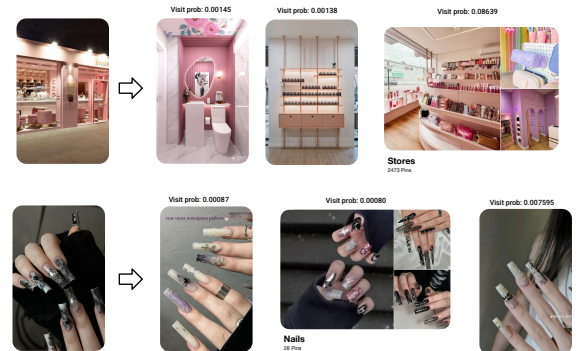 Visit prob: 0.00145
Visit prob: 0.00138
Visit prob: 0.08639
Stores
2473 Pins
Visit prob: 0.00087
Visit prob: 0.00080
Visit prob: 0.007595
Nails
28 Pins